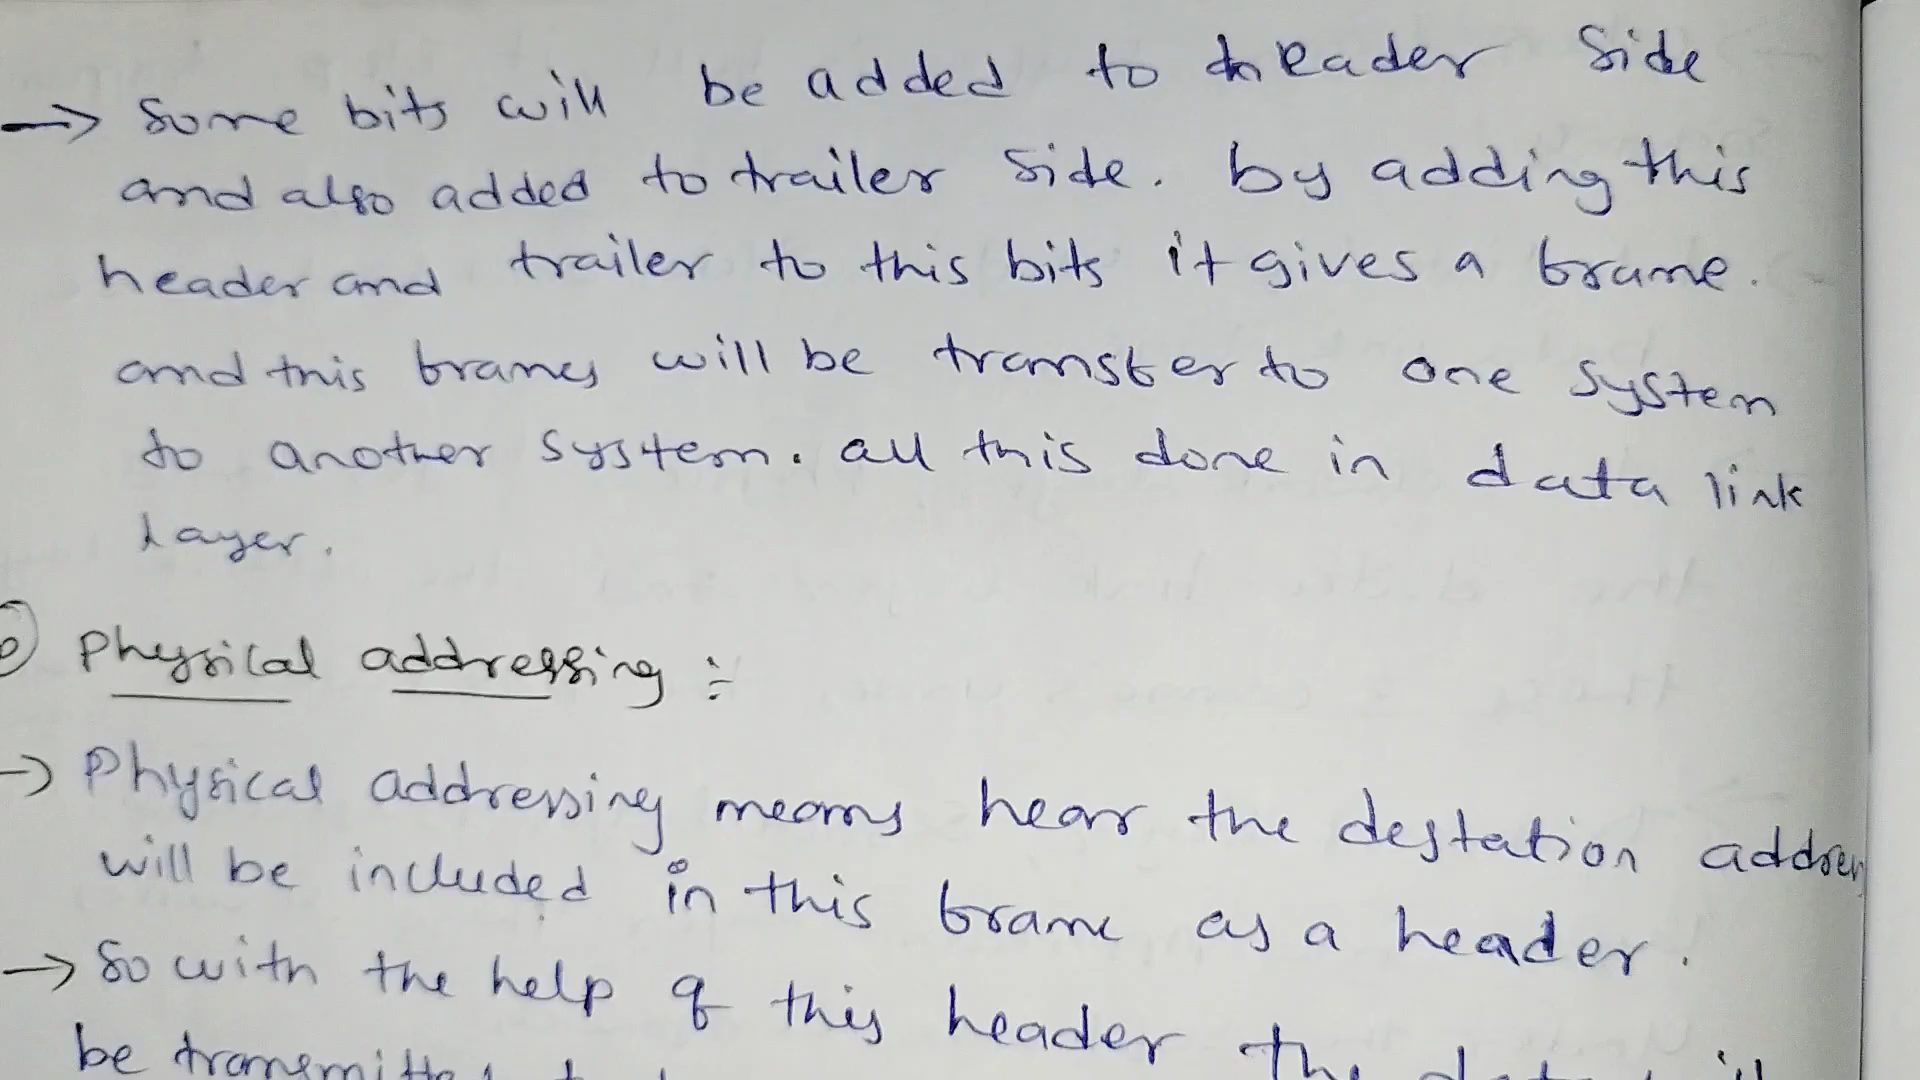 → Some bits will be added to header Side
and also added to trailer side. by adding this
header and trailer to this bits it gives a frame.
and this frames will be transfer to one system
to another system. all this done in data link
Layer.
Physical addressing :-
→ Physical addressing means hear the destation address
will be included in this frame as a header.
→ So with the help of this header the data
be transmitted